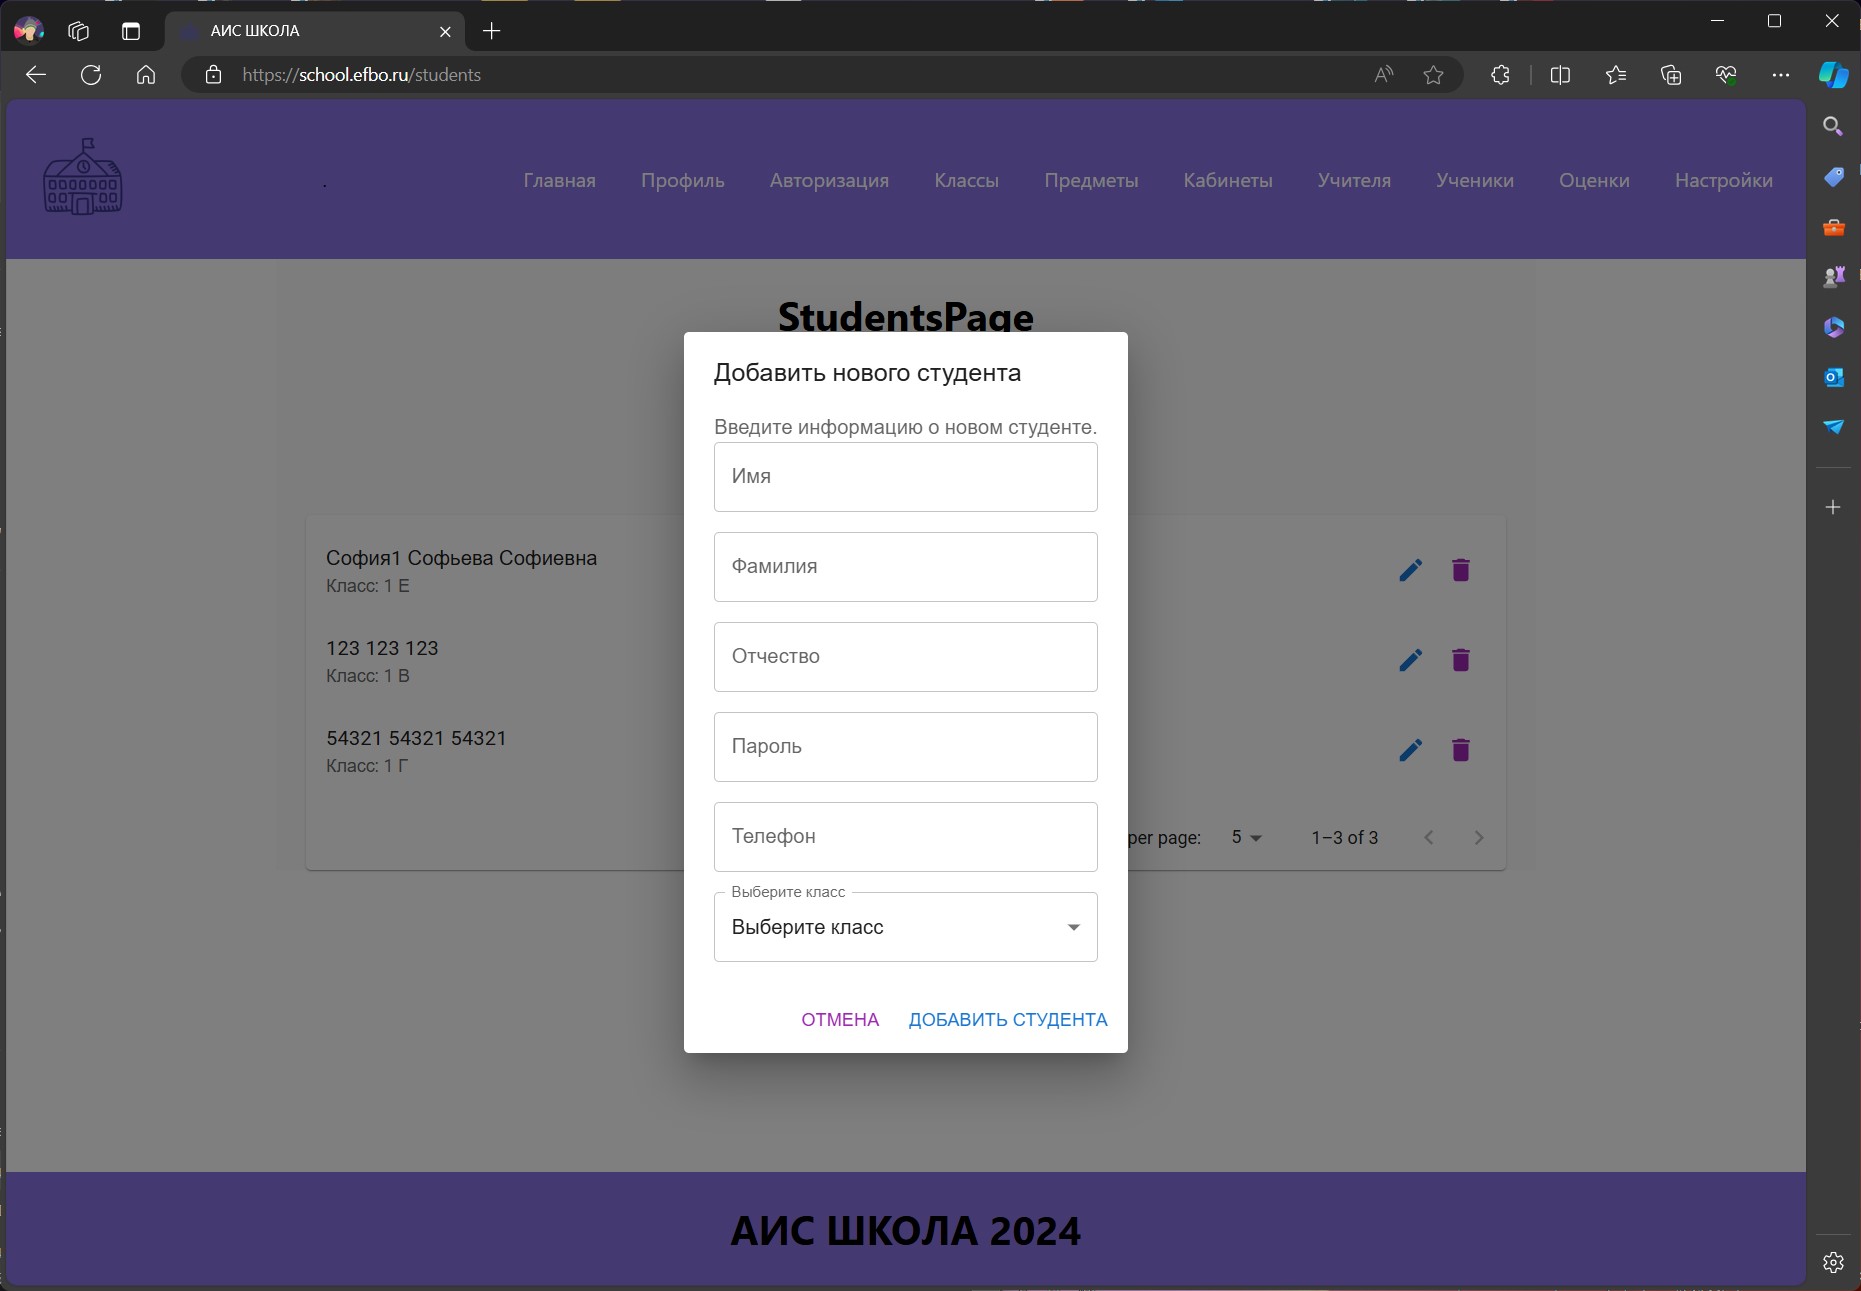 АИС ШКОЛА
https://school.efbo.ru/students
Главная Профиль Авторизация Классы Предметы Кабинеты Учителя Ученики Оценки Настройки
StudentsPage
Добавить нового студента
Введите информацию о новом студенте.
Имя
Фамилия
Отчество
Пароль
Телефон
Выберите класс
Выберите класс
ОТМЕНА ДОБАВИТЬ СТУДЕНТА
София1 Софьева Софиевна
Класс: 1 Е
123 123 123
Класс: 1 В
54321 54321 54321
Класс: 1 Г
per page: 5 1–3 of 3
АИС ШКОЛА 2024